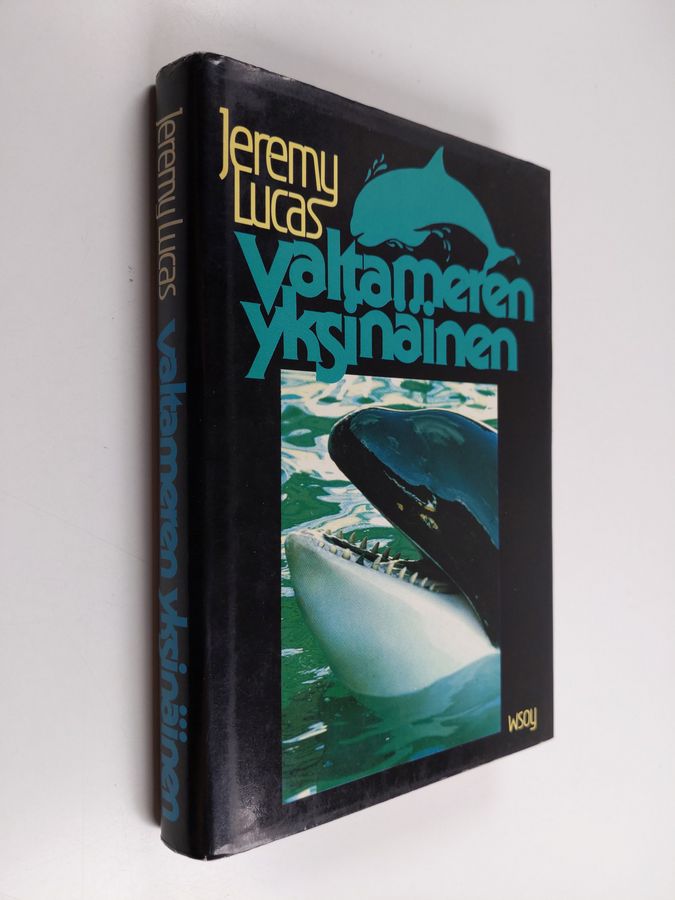 Jeremy Lucas valtameren yksinäinen
Jeremy
Lucas
Valtameren
yksinäinen
WSOY